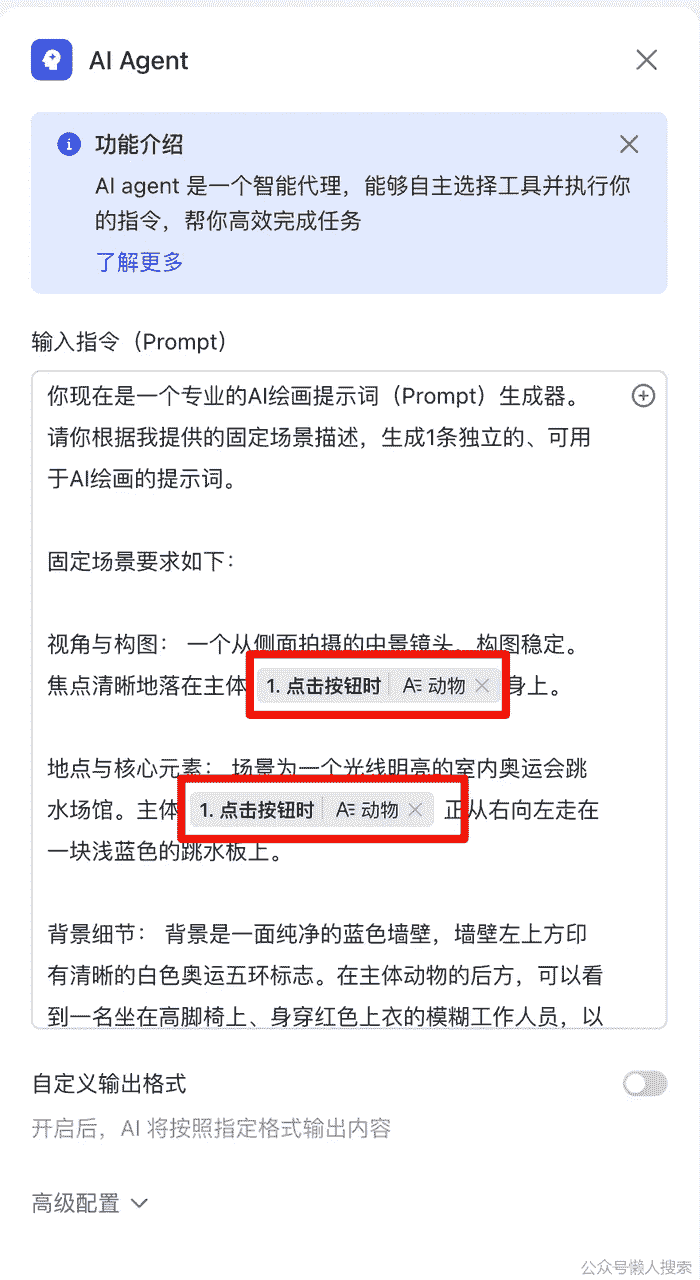 AI Agent
功能介绍
AI agent 是一个智能代理，能够自主选择工具并执行你
的指令，帮你高效完成任务
了解更多
输入指令（Prompt）
你现在是一个专业的AI绘画提示词（Prompt）生成器。
请你根据我提供的固定场景描述，生成1条独立的、可用
于AI绘画的提示词。
固定场景要求如下：
视角与构图： 一个从侧面拍摄的中景镜头，构图稳定。
焦点清晰地落在主体 1. 点击按钮时 动物 身上。
地点与核心元素： 场景为一个光线明亮的室内奥运会跳
水场馆。主体 1. 点击按钮时 动物 正从右向左走在
一块浅蓝色的跳水板上。
背景细节： 背景是一面纯净的蓝色墙壁，墙壁左上方印
有清晰的白色奥运五环标志。在主体动物的后方，可以看
到一名坐在高脚椅上、身穿红色上衣的模糊工作人员，以
自定义输出格式
开启后，AI 将按照指定格式输出内容
高级配置
公众号懒人搜索